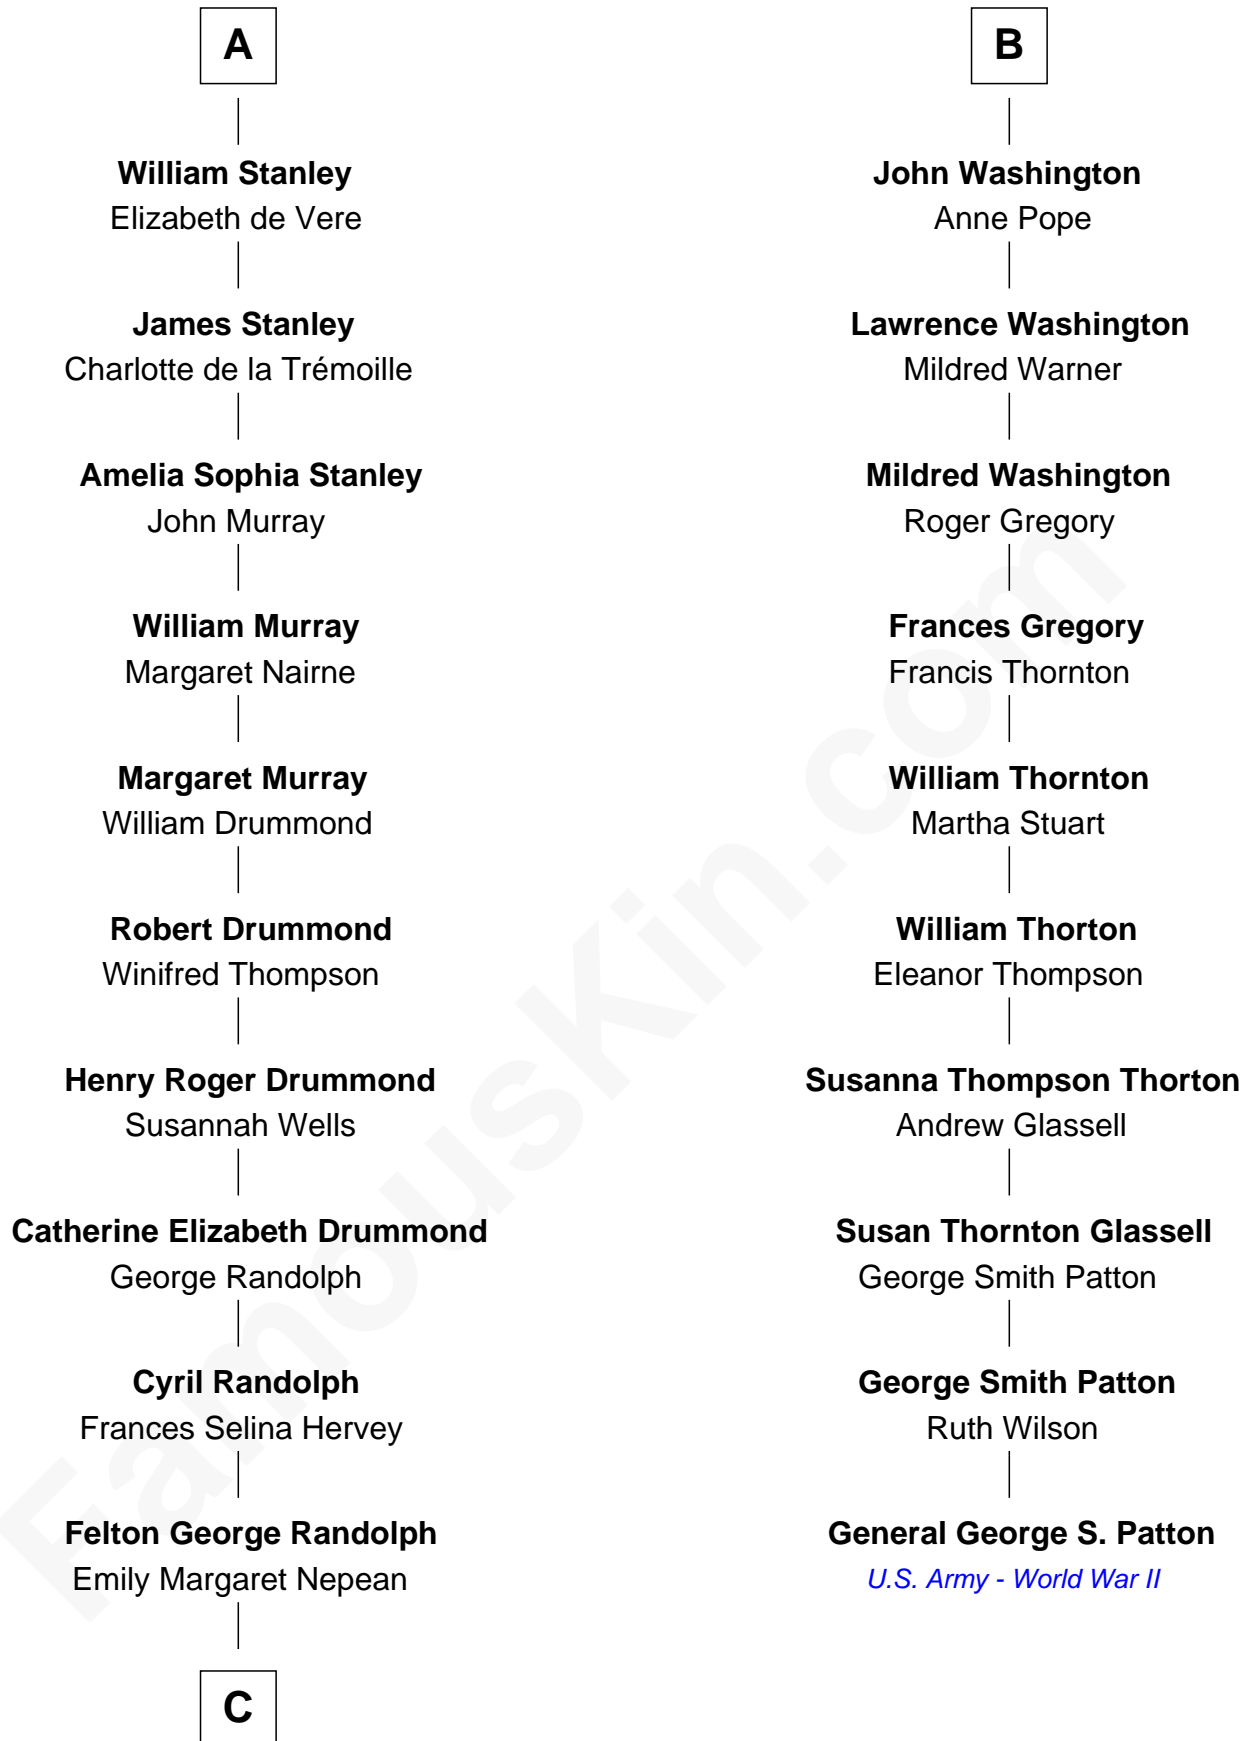 A
William Stanley
Elizabeth de Vere
James Stanley
Charlotte de la Trémoille
Amelia Sophia Stanley
John Murray
William Murray
Margaret Nairne
Margaret Murray
William Drummond
Robert Drummond
Winifred Thompson
Henry Roger Drummond
Susannah Wells
Catherine Elizabeth Drummond
George Randolph
Cyril Randolph
Frances Selina Hervey
Felton George Randolph
Emily Margaret Nepean
C
B
John Washington
Anne Pope
Lawrence Washington
Mildred Warner
Mildred Washington
Roger Gregory
Frances Gregory
Francis Thornton
William Thornton
Martha Stuart
William Thorton
Eleanor Thompson
Susanna Thompson Thorton
Andrew Glassell
Susan Thornton Glassell
George Smith Patton
George Smith Patton
Ruth Wilson
General George S. Patton
U.S. Army - World War II
FamousKin.com